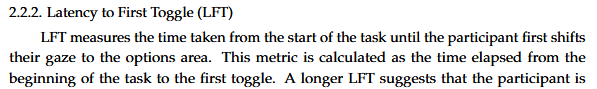 2.2.2. Latency to First Toggle (LFT)
LFT measures the time taken from the start of the task until the participant first shifts
their gaze to the options area. This metric is calculated as the time elapsed from the
beginning of the task to the first toggle. A longer LFT suggests that the participant is